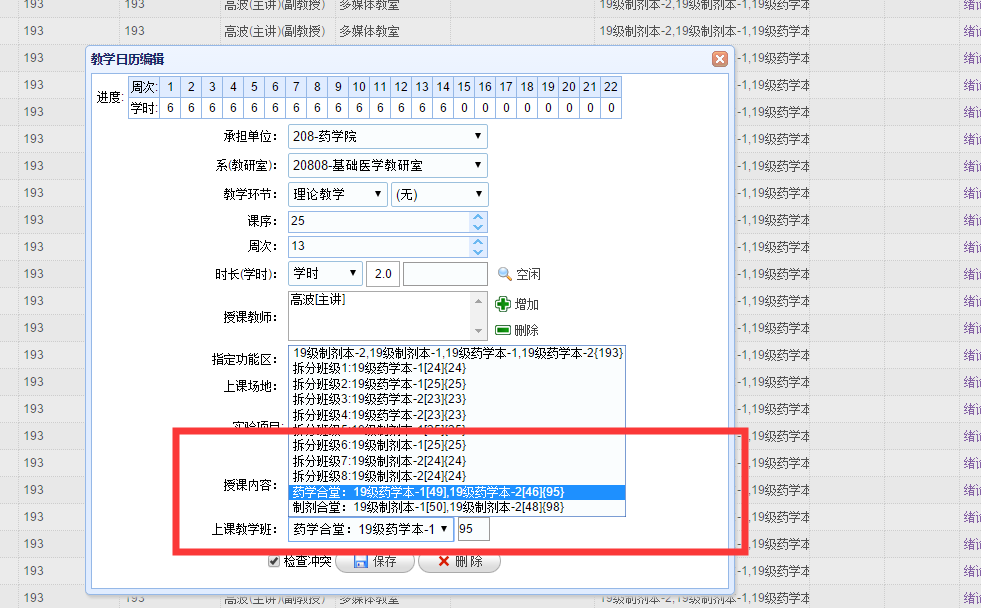 193 193 高波(主讲)(副教授) 多媒体教室 19级制剂本-2,19级制剂本-1,19级药学本
193 193 高波(主讲)(副教授) 多媒体教室 19级制剂本-2,19级制剂本-1,19级药学本
教学日历编辑
进度:
周次: 1 2 3 4 5 6 7 8 9 10 11 12 13 14 15 16 17 18 19 20 21 22
学时: 6 6 6 6 6 6 6 6 6 6 6 6 6 6 0 0 0 0 0 0 0 0
承担单位： 208-药学院
系(教研室)： 20808-基础医学教研室
教学环节： 理论教学 (无)
课序： 25
周次： 13
时长(学时)： 学时 2.0 空闲
授课教师： 高波[主讲] 增加
删除
指定功能区： 19级制剂本-2,19级制剂本-1,19级药学本-1,19级药学本-2{193}
拆分班级1:19级药学本-1[24]{24}
上课场地： 拆分班级2:19级药学本-1[25]{25}
拆分班级3:19级药学本-2[23]{23}
拆分班级4:19级药学本-2[23]{23}
实验项目: 拆分班级5:19级制剂本-1[25]{25}
拆分班级6:19级制剂本-1[25]{25}
拆分班级7:19级制剂本-2[24]{24}
拆分班级8:19级制剂本-2[24]{24}
授课内容： 药学合堂：19级药学本-1[49],19级药学本-2[46]{95}
制剂合堂：19级制剂本-1[50],19级制剂本-2[48]{98}
上课教学班： 药学合堂：19级药学本-1 95
检查冲突 保存 删除
193 193 高波(主讲)(副教授) 多媒体教室 19级制剂本-2,19级制剂本-1,19级药学本